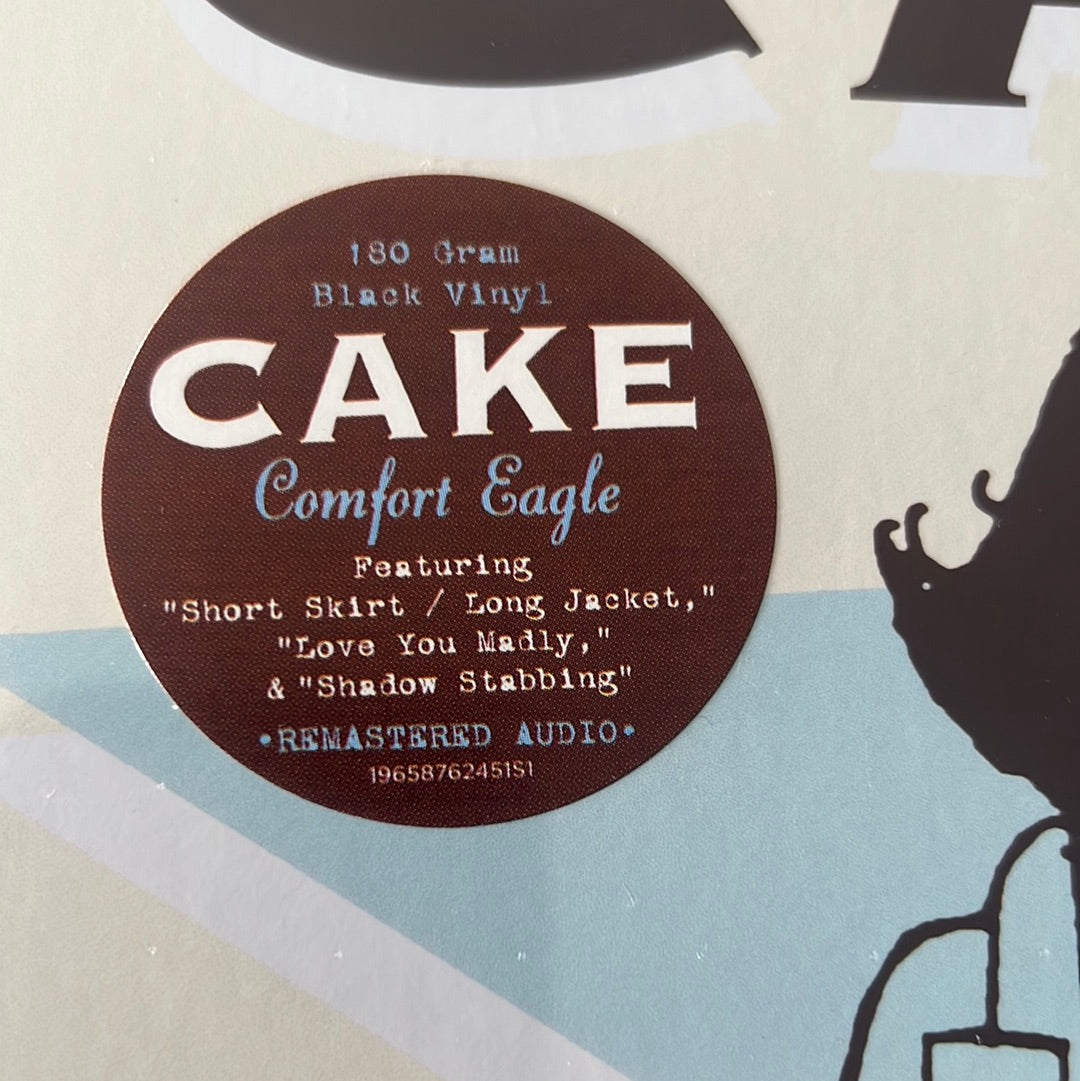 180 Gram
Black Vinyl
CAKE
Comfort Eagle
Featuring
"Short Skirt / Long Jacket,"
"Love You Madly,"
& "Shadow Stabbing"
•REMASTERED AUDIO•
19658762451S1